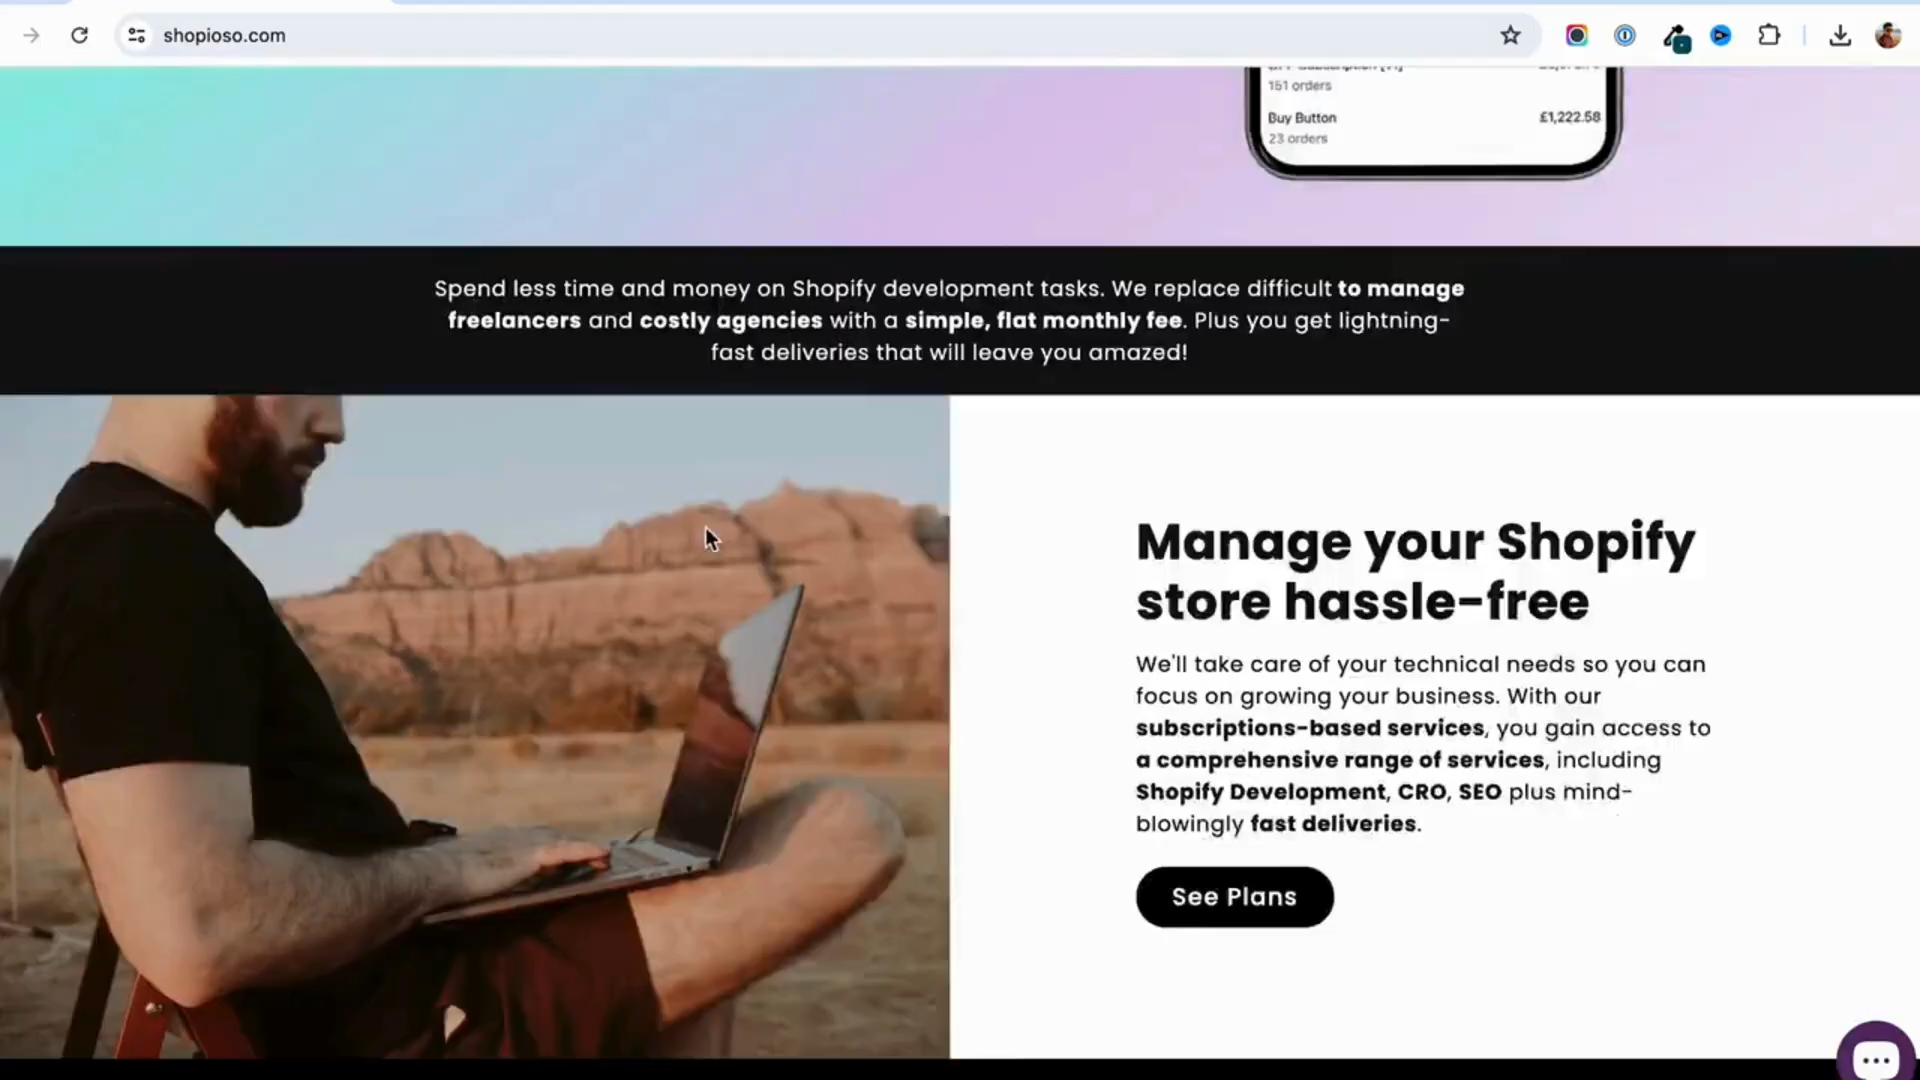 shopioso.com
151 orders
Buy Button £1,222.58
23 orders
Spend less time and money on Shopify development tasks. We replace difficult to manage
freelancers and costly agencies with a simple, flat monthly fee. Plus you get lightning-
fast deliveries that will leave you amazed!
Manage your Shopify
store hassle-free
We'll take care of your technical needs so you can
focus on growing your business. With our
subscriptions-based services, you gain access to
a comprehensive range of services, including
Shopify Development, CRO, SEO plus mind-
blowingly fast deliveries.
See Plans